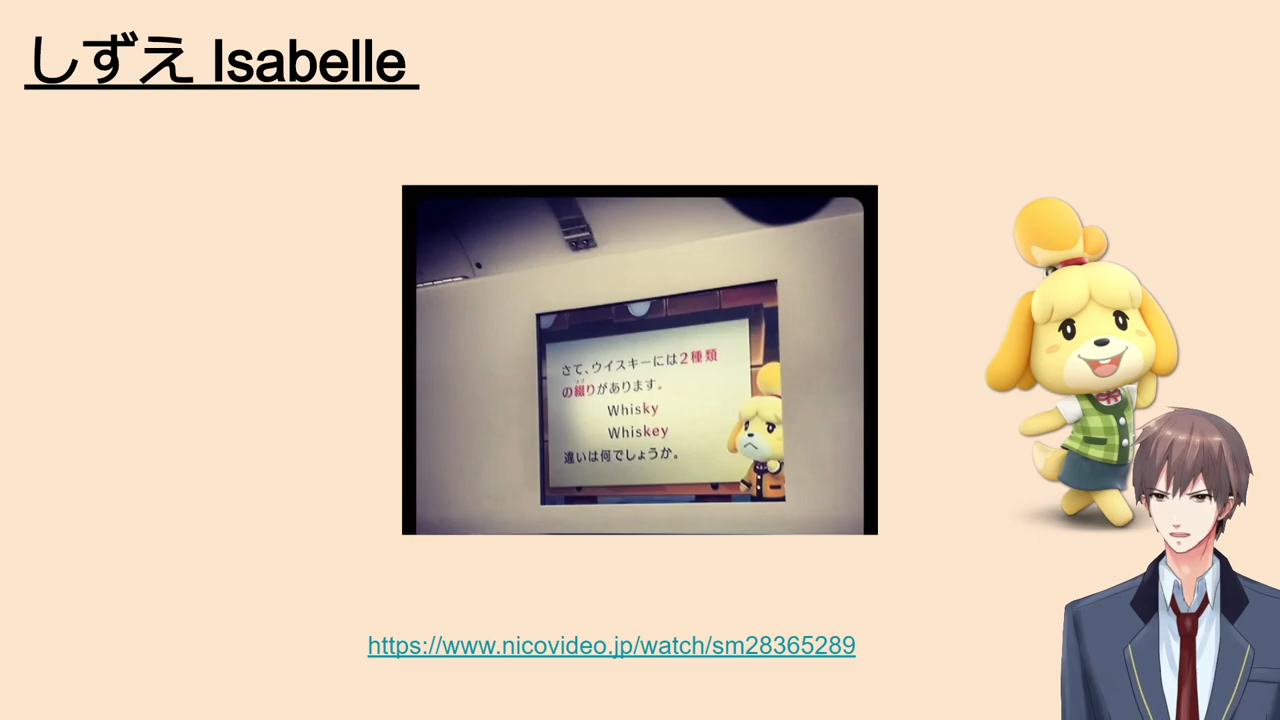 しずえ Isabelle
さて、ウイスキーには2種類
の綴りがあります。
Whisky
Whiskey
違いは何でしょうか。
https://www.nicovideo.jp/watch/sm28365289